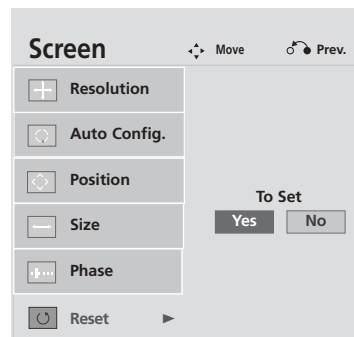 Screen Move Prev.
Resolution
Auto Config.
Position
To Set
Size Yes No
Phase
Reset